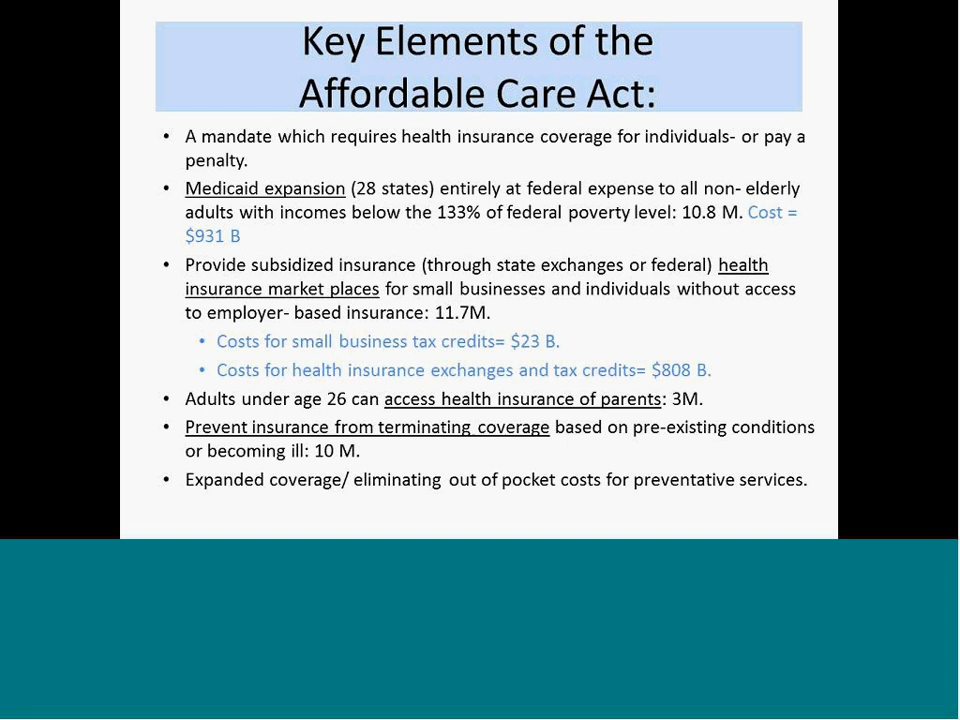 Key Elements of the
Affordable Care Act:
• A mandate which requires health insurance coverage for individuals- or pay a
penalty.
• Medicaid expansion (28 states) entirely at federal expense to all non- elderly
adults with incomes below the 133% of federal poverty level: 10.8 M. Cost =
$931 B
• Provide subsidized insurance (through state exchanges or federal) health
insurance market places for small businesses and individuals without access
to employer- based insurance: 11.7M.
• Costs for small business tax credits= $23 B.
• Costs for health insurance exchanges and tax credits= $808 B.
• Adults under age 26 can access health insurance of parents: 3M.
• Prevent insurance from terminating coverage based on pre-existing conditions
or becoming ill: 10 M.
• Expanded coverage/ eliminating out of pocket costs for preventative services.